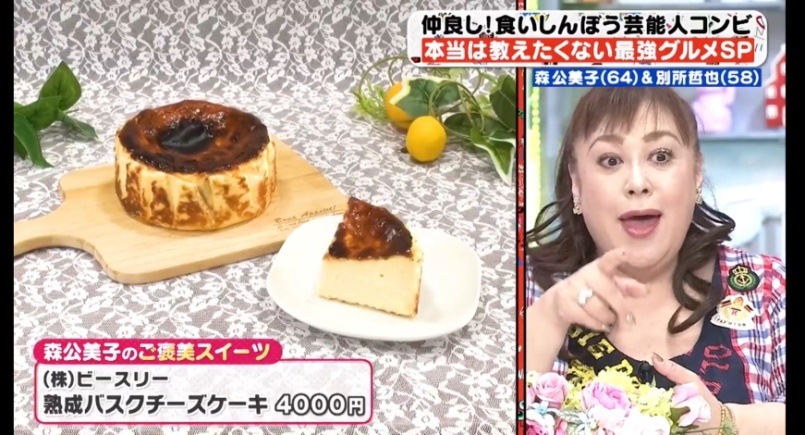 仲良し!食いしんぼう芸能人コンビ
本当は教えたくない最強グルメSP
森公美子(64)&別所哲也(58)
森公美子のご褒美スイーツ
(株)ビースリー
熟成バスクチーズケーキ 4000円